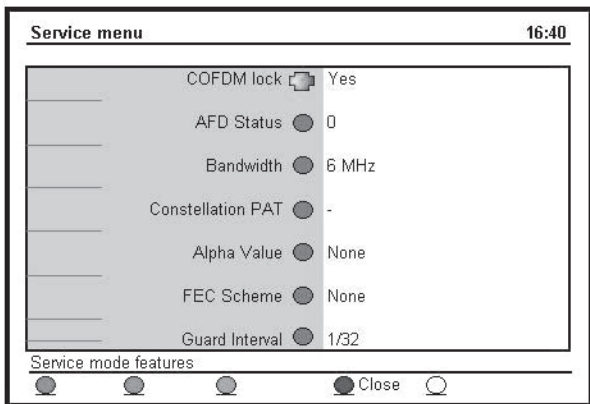 Service menu 16:40
COFDM lock Yes
AFD Status 0
Bandwidth 6 MHz
Constellation PAT -
Alpha Value None
FEC Scheme None
Guard Interval 1/32
Service mode features
Close